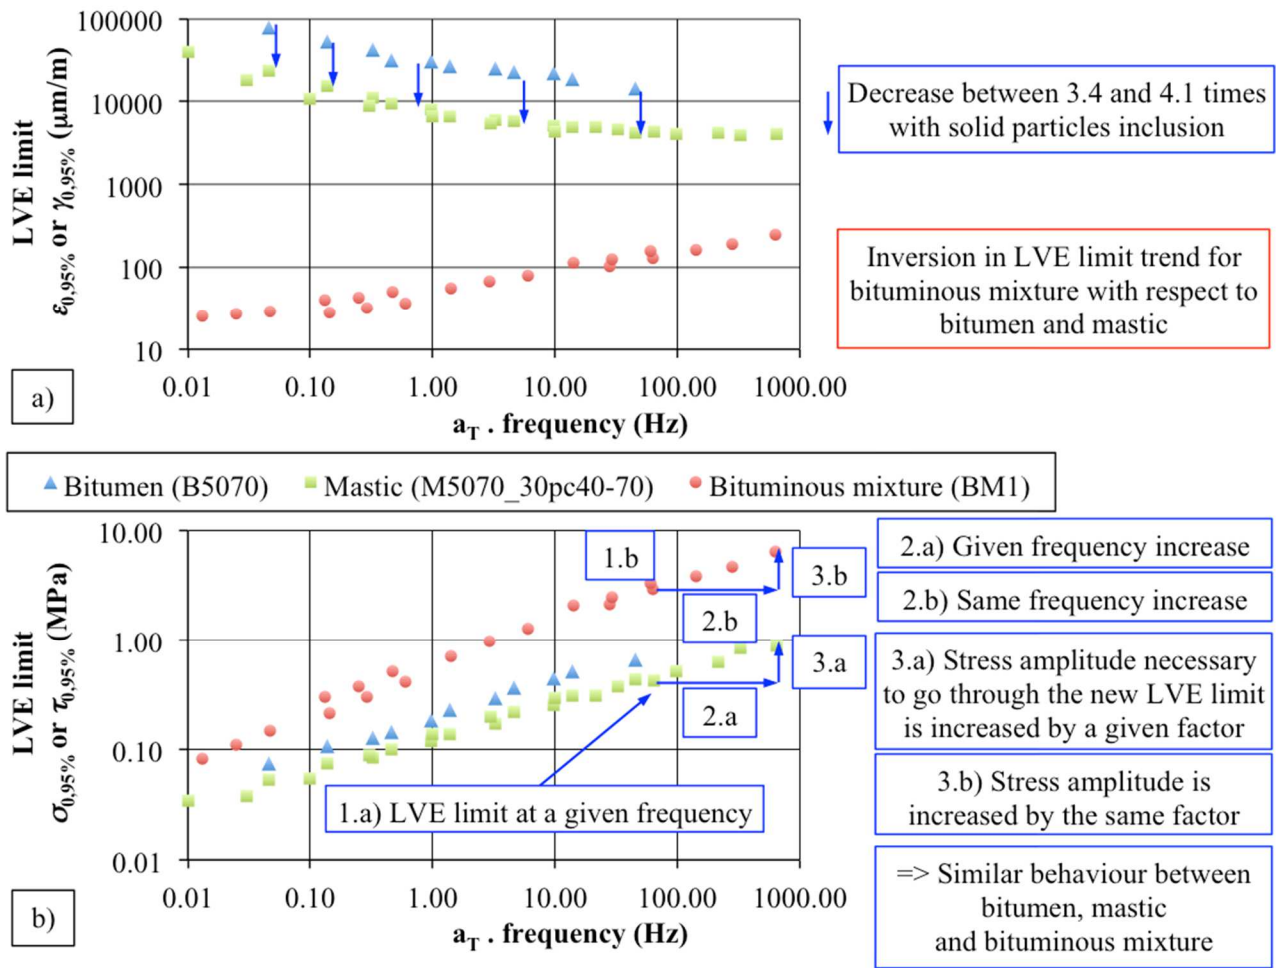 100000
10000
1000
100
10
LVE limit
ε0,95% or γ0,95% (μm/m)
0.01 0.10 1.00 10.00 100.00 1000.00
aT . frequency (Hz)
a)
Decrease between 3.4 and 4.1 times
with solid particles inclusion
Inversion in LVE limit trend for
bituminous mixture with respect to
bitumen and mastic
Bitumen (B5070) Mastic (M5070_30pc40-70) Bituminous mixture (BM1)
10.00
1.00
0.10
0.01
LVE limit
σ0,95% or τ0,95% (MPa)
1.b
2.b
3.b
3.a
2.a
1.a) LVE limit at a given frequency
0.01 0.10 1.00 10.00 100.00 1000.00
aT . frequency (Hz)
b)
2.a) Given frequency increase
2.b) Same frequency increase
3.a) Stress amplitude necessary
to go through the new LVE limit
is increased by a given factor
3.b) Stress amplitude is
increased by the same factor
=> Similar behaviour between
bitumen, mastic
and bituminous mixture